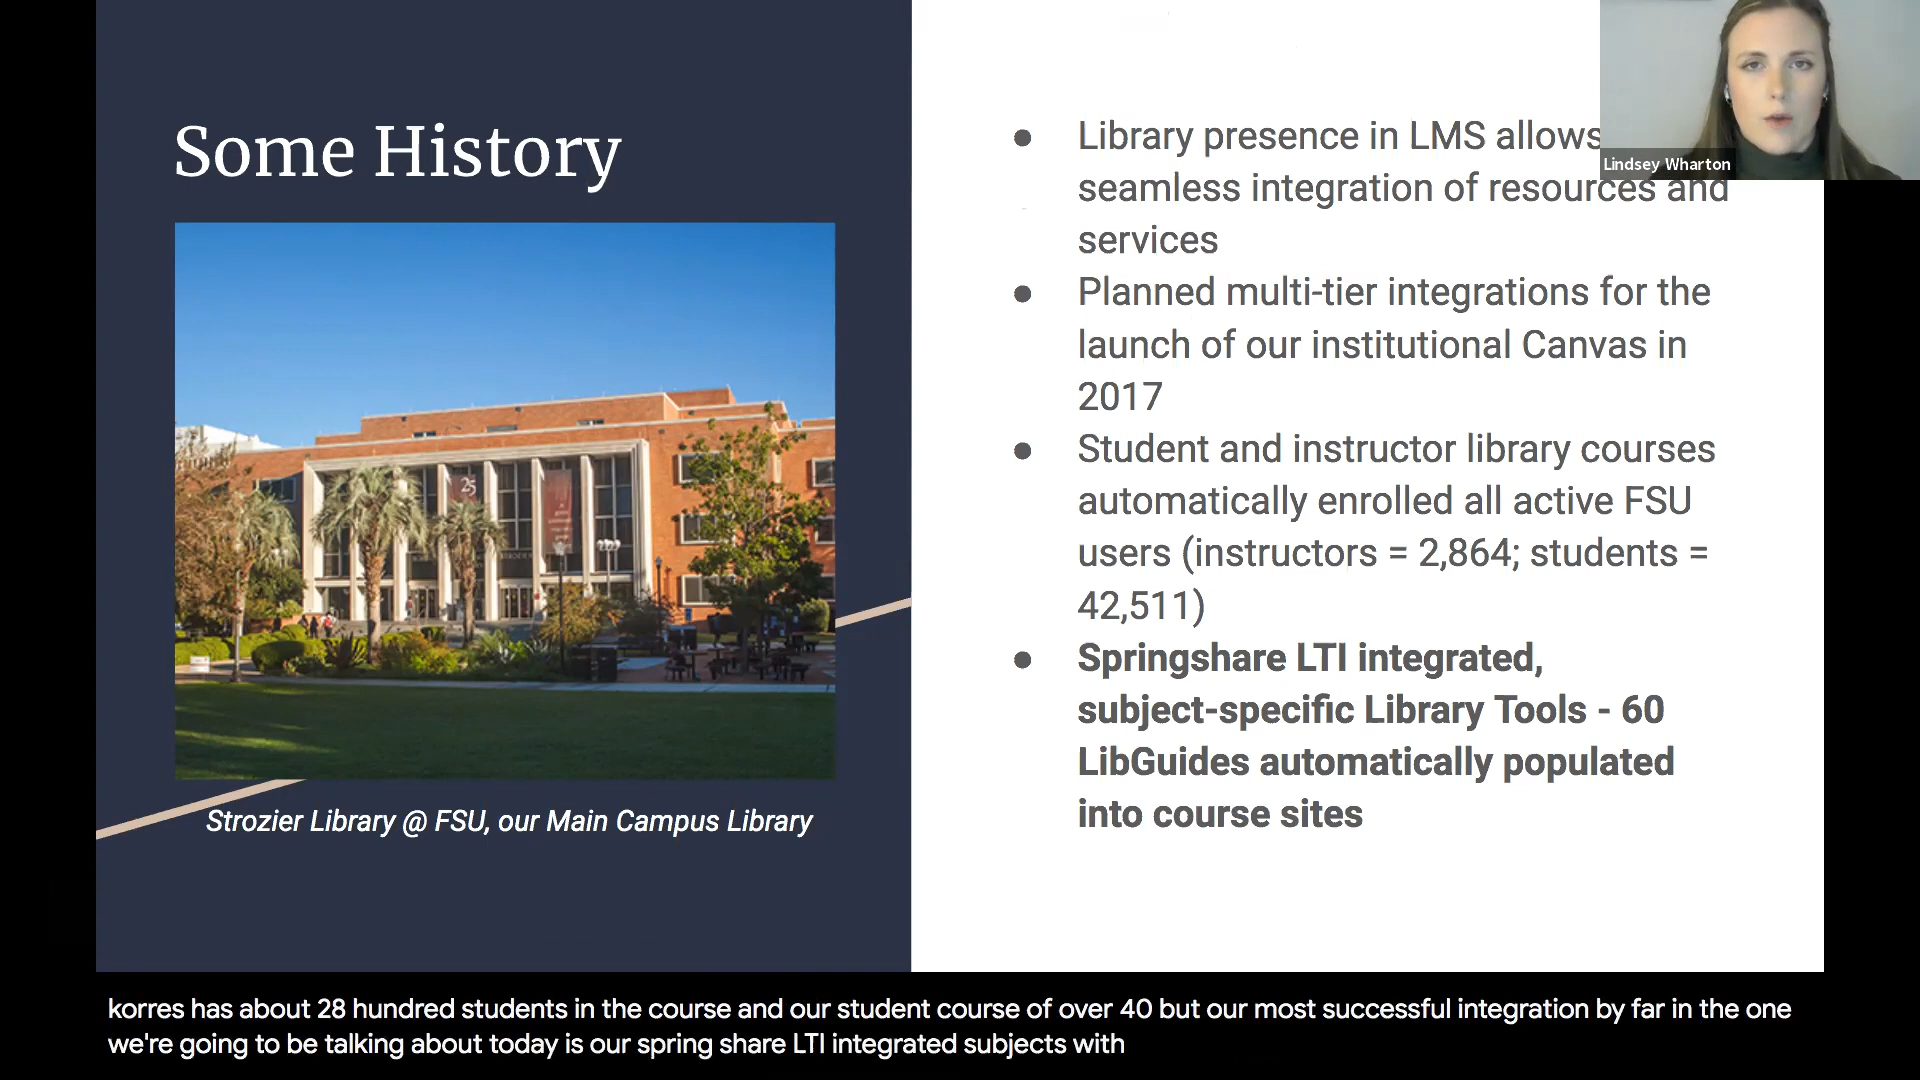 Some History
25
Strozier Library @ FSU, our Main Campus Library
Library presence in LMS allows
seamless integration of resources and
services
Planned multi-tier integrations for the
launch of our institutional Canvas in
2017
Student and instructor library courses
automatically enrolled all active FSU
users (instructors = 2,864; students =
42,511)
Springshare LTI integrated,
subject-specific Library Tools - 60
LibGuides automatically populated
into course sites
Lindsey Wharton
korres has about 28 hundred students in the course and our student course of over 40 but our most successful integration by far in the one
we're going to be talking about today is our spring share LTI integrated subjects with